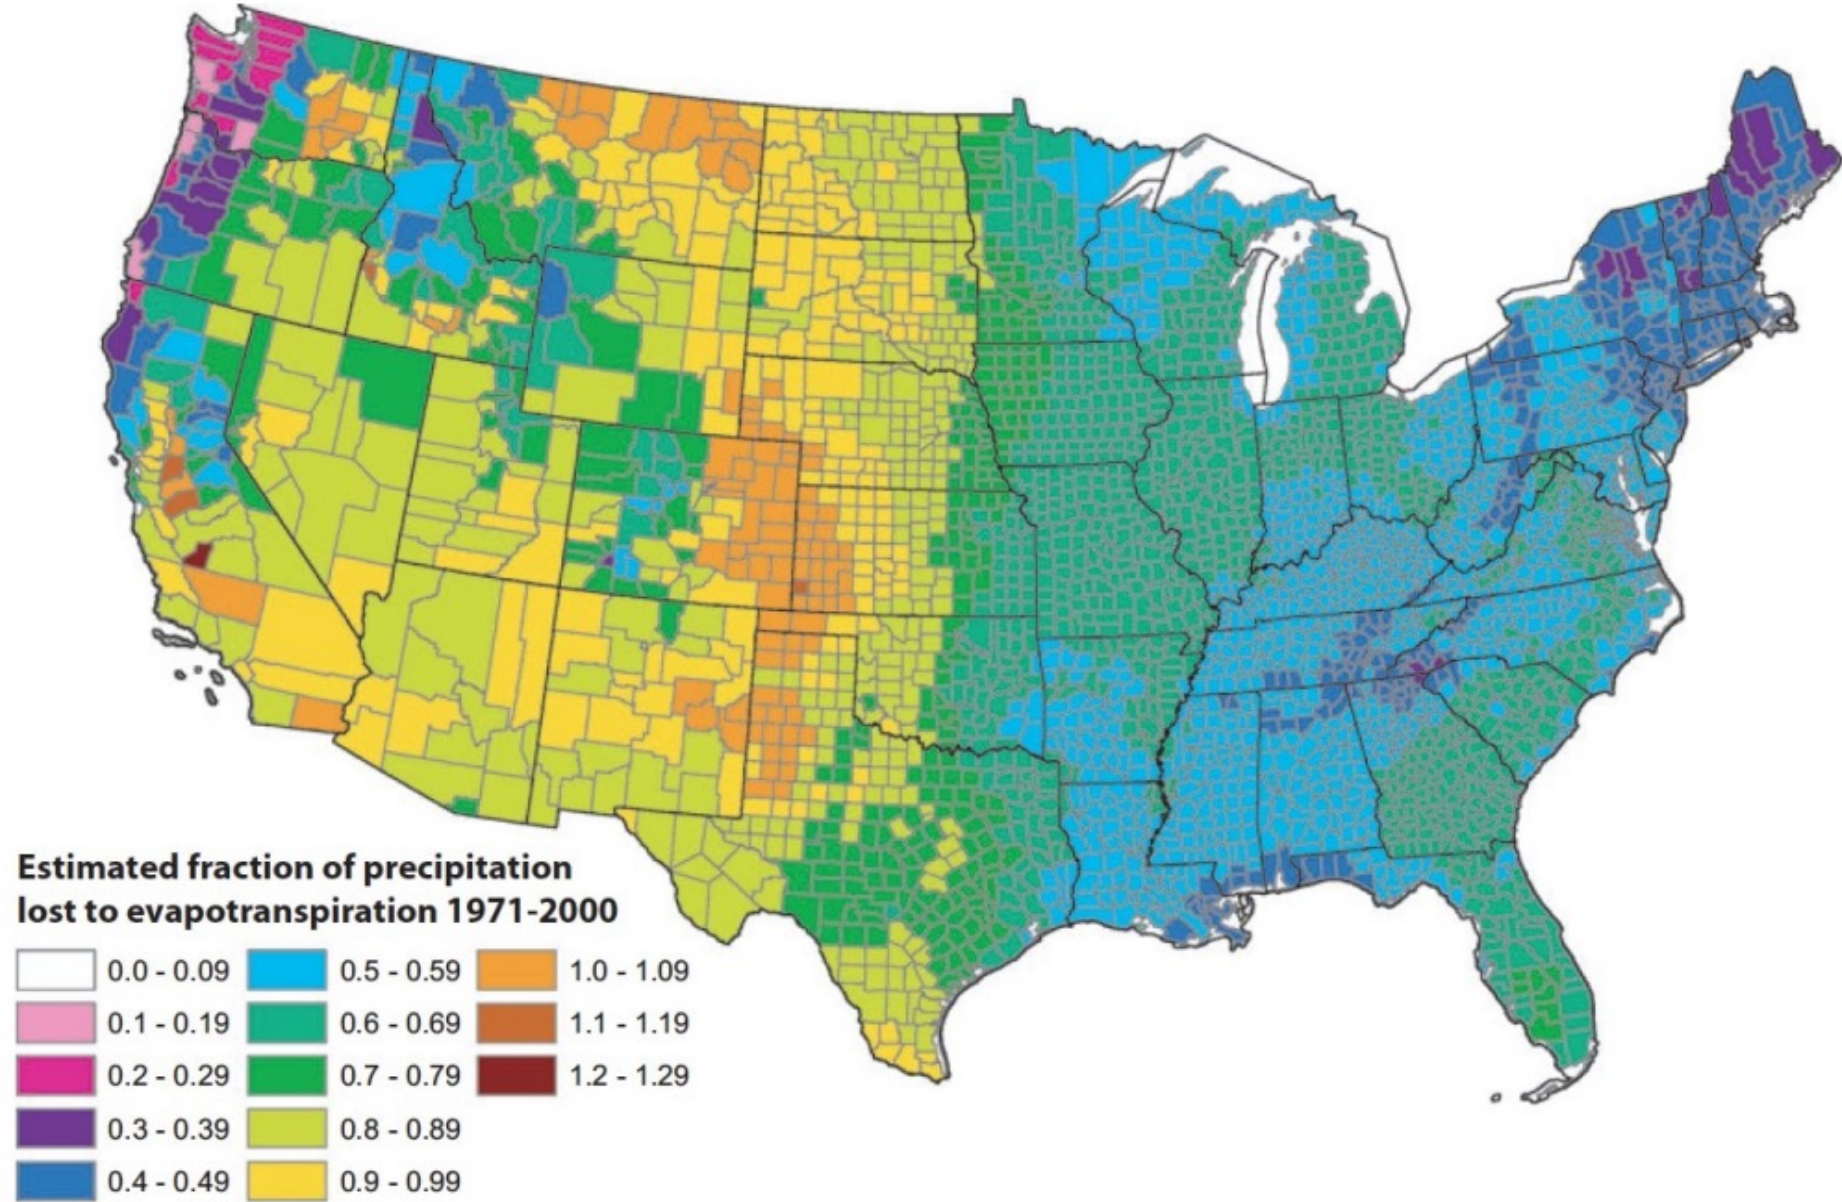 Estimated fraction of precipitation
lost to evapotranspiration 1971-2000
0.0 - 0.09
0.1 - 0.19
0.2 - 0.29
0.3 - 0.39
0.4 - 0.49
0.5 - 0.59
0.6 - 0.69
0.7 - 0.79
0.8 - 0.89
0.9 - 0.99
1.0 - 1.09
1.1 - 1.19
1.2 - 1.29